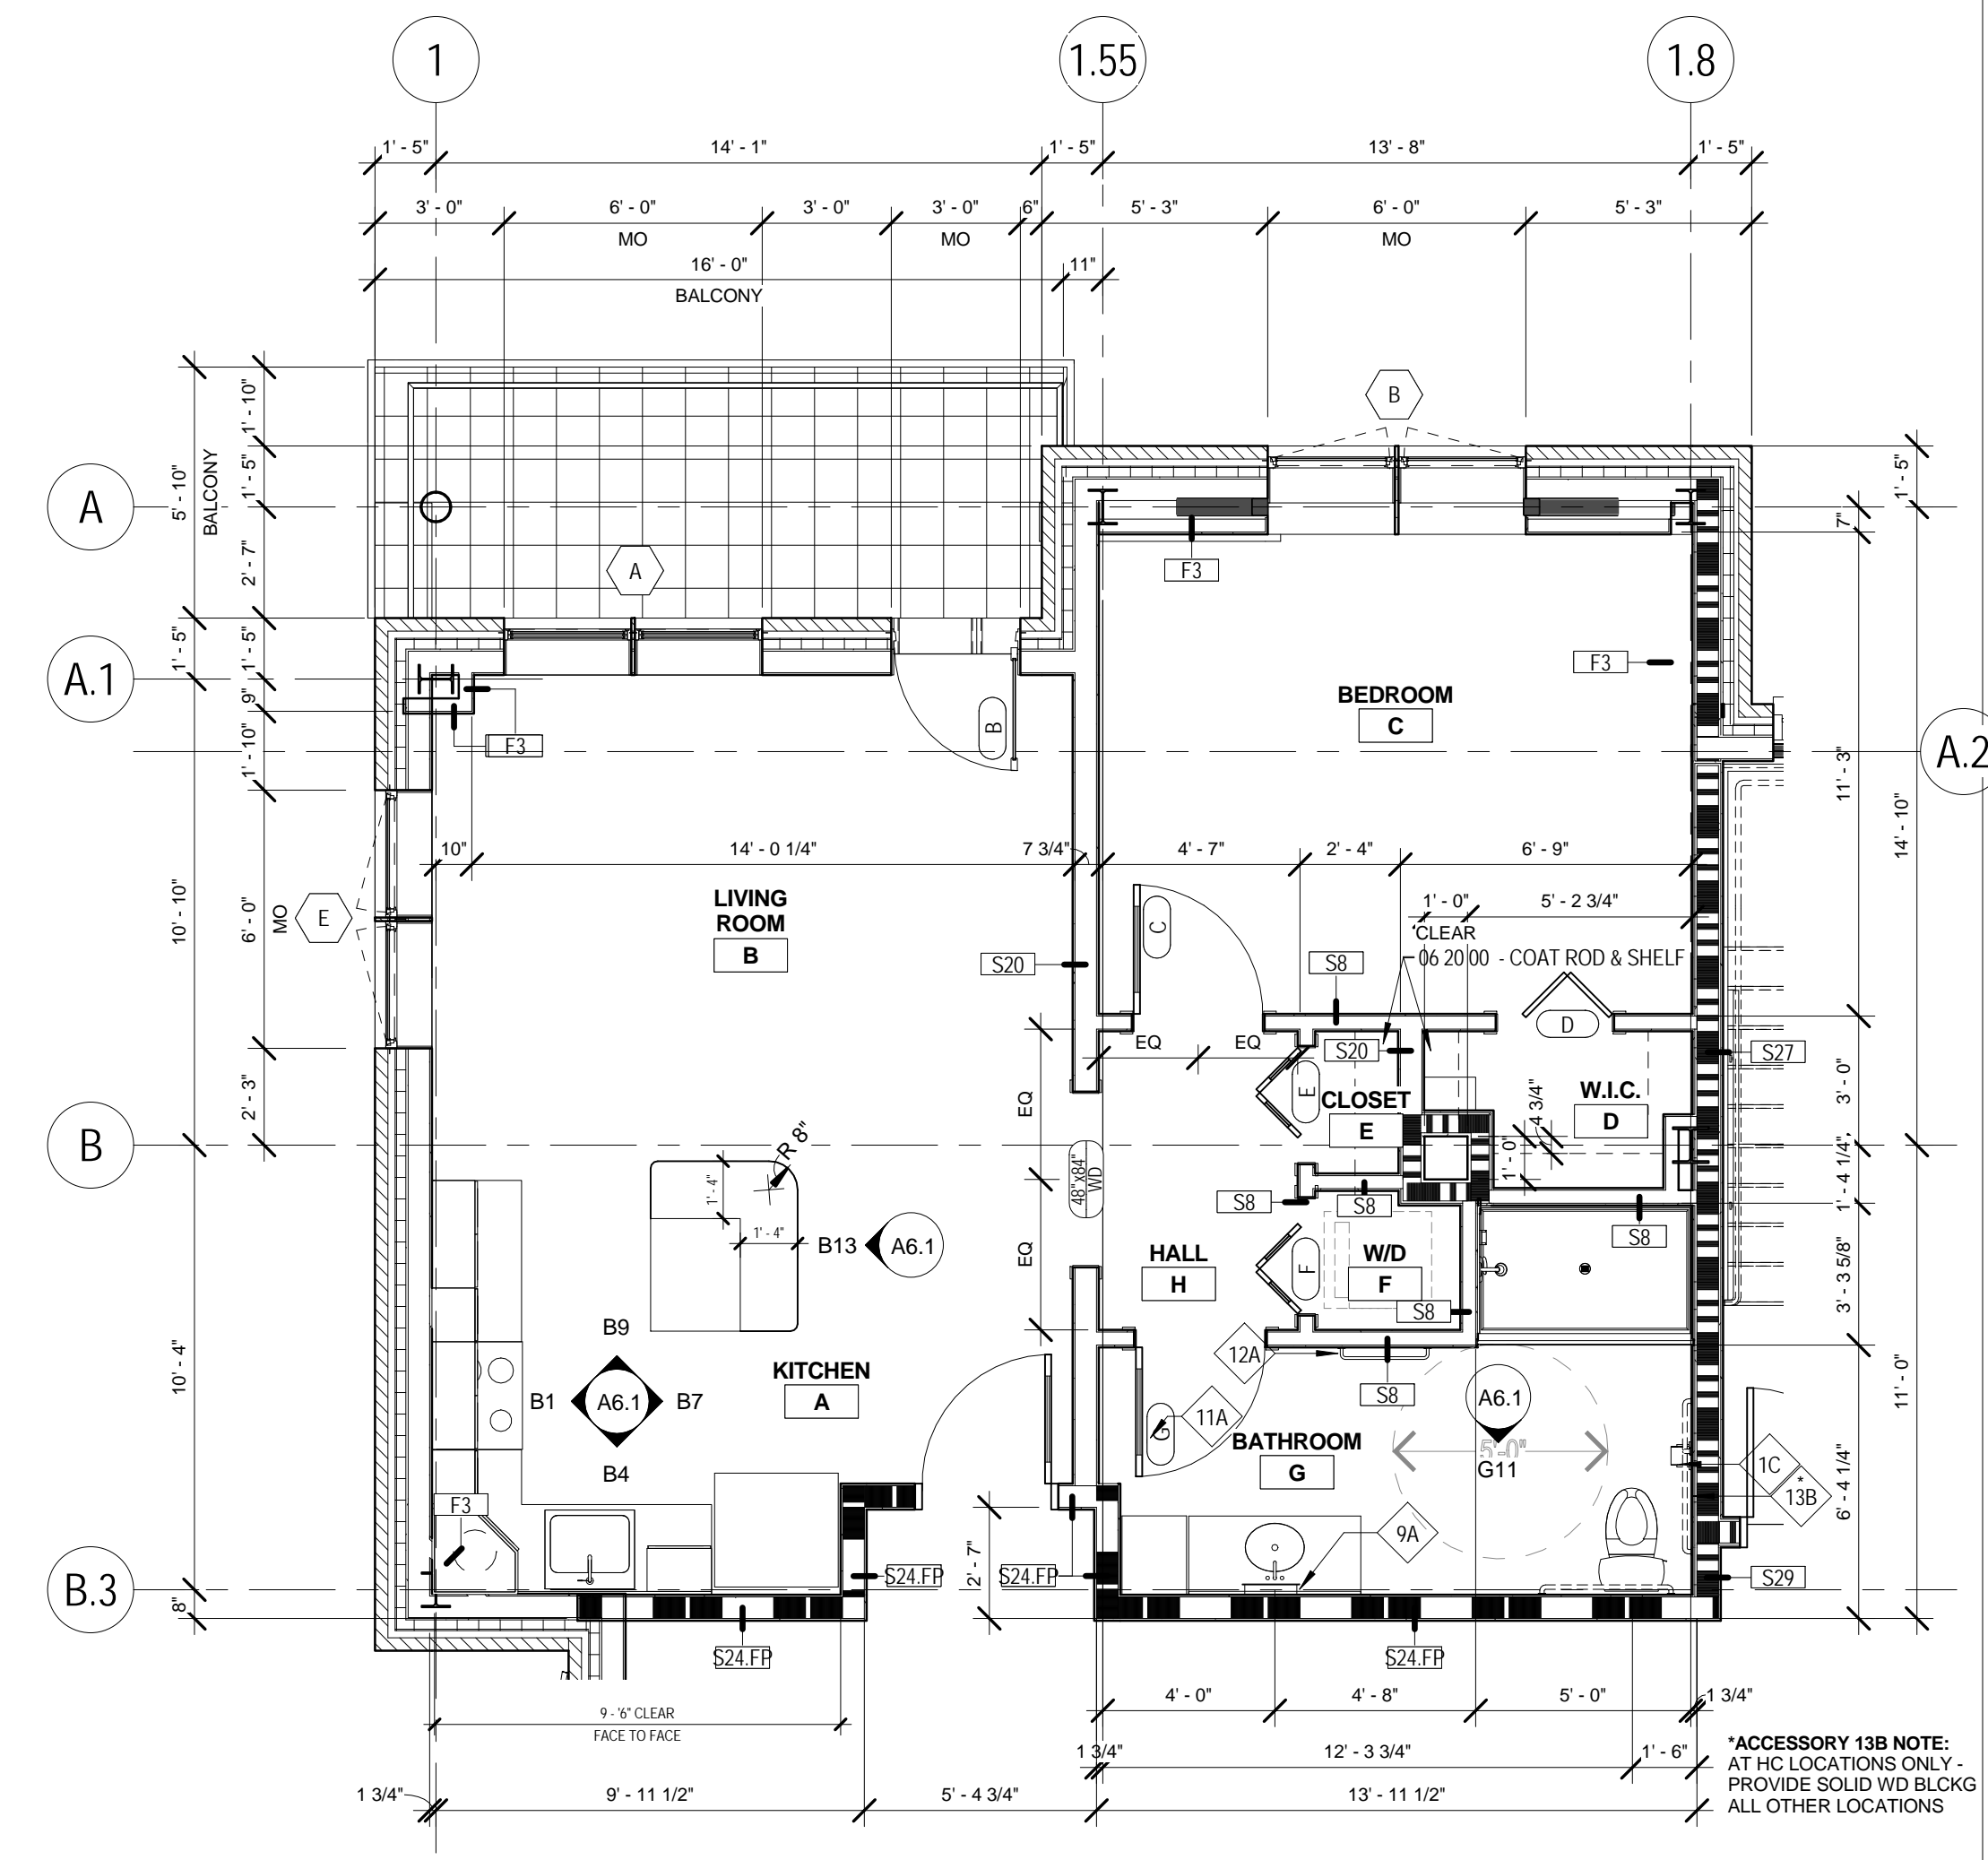 1
1.55
1.8
1' - 5"
14' - 1"
1' - 5"
13' - 8"
1' - 5"
3' - 0"
6' - 0"
3' - 0"
3' - 0"
6"
5' - 3"
6' - 0"
5' - 3"
MO
MO
MO
16' - 0"
11"
BALCONY
B
A
5' - 10"
BALCONY
1' - 10"
1' - 5"
2' - 7"
1' - 5"
7"
A
F3
A.1
1' - 5"
1' - 5"
9"
1' - 10"
F3
B
F3
BEDROOM
C
A.2
11' - 3"
14' - 10"
10"
14' - 0 1/4"
7 3/4"
4' - 7"
2' - 4"
6' - 9"
10' - 10"
6' - 0"
MO
E
LIVING
ROOM
B
S20
C
1' - 0"
5' - 2 3/4"
CLEAR
06 20 00 - COAT ROD & SHELF
S8
D
EQ
EQ
S20
S27
2' - 3"
EQ
E
CLOSET
E
W.I.C.
D
4 3/4"
3' - 0"
B
R 8"
1' - 4"
1' - 4"
48"x84"
WD
1' - 0"
1' - 4 1/4"
S8
S8
S8
B13
A6.1
EQ
HALL
H
F
W/D
F
S8
3' - 3 5/8"
10' - 4"
B9
B1
A6.1
B7
B4
KITCHEN
A
12A
S8
A6.1
11A
G
BATHROOM
G
5'-0"
G11
11' - 0"
1C
*
13B
6' - 4 1/4"
F3
9A
B.3
8"
S24.FP
2' - 7"
S24.FP
S29
S24.FP
S24.FP
4' - 0"
4' - 8"
5' - 0"
1 3/4"
9 - '6" CLEAR
FACE TO FACE
1 3/4"
12' - 3 3/4"
1' - 6"
1 3/4"
9' - 11 1/2"
5' - 4 3/4"
13' - 11 1/2"
*ACCESSORY 13B NOTE:
AT HC LOCATIONS ONLY -
PROVIDE SOLID WD BLCKG
ALL OTHER LOCATIONS